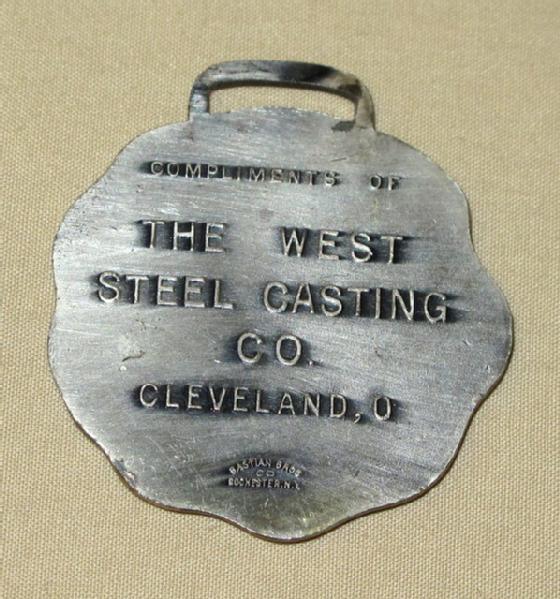 COMPLIMENTS OF
THE WEST
STEEL CASTING
CO.
CLEVELAND, O
BASTIAN BROS
CO
ROCHESTER, N.Y.